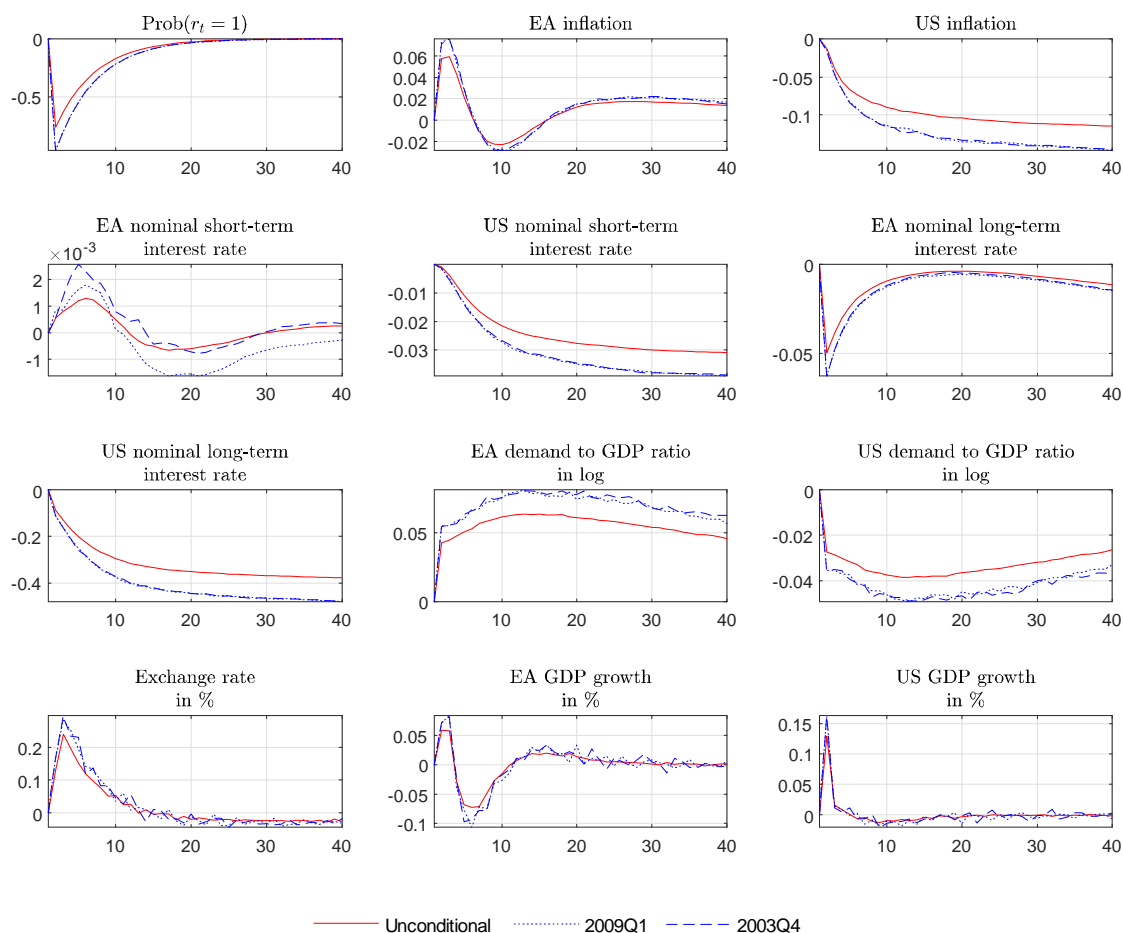 Prob(r_t = 1)
EA inflation
US inflation
0
-0.5
10 20 30 40
0.06
0.04
0.02
0
-0.02
10 20 30 40
0
-0.05
-0.1
10 20 30 40
EA nominal short-term
interest rate
US nominal short-term
interest rate
EA nominal long-term
interest rate
×10^-3
2
1
0
-1
10 20 30 40
0
-0.01
-0.02
-0.03
10 20 30 40
0
-0.05
10 20 30 40
US nominal long-term
interest rate
EA demand to GDP ratio
in log
US demand to GDP ratio
in log
0
-0.2
-0.4
10 20 30 40
0.05
0
10 20 30 40
0
-0.02
-0.04
10 20 30 40
Exchange rate
in %
EA GDP growth
in %
US GDP growth
in %
0.2
0.1
0
10 20 30 40
0.05
0
-0.05
-0.1
10 20 30 40
0.15
0.1
0.05
0
10 20 30 40
Unconditional 2009Q1 2003Q4